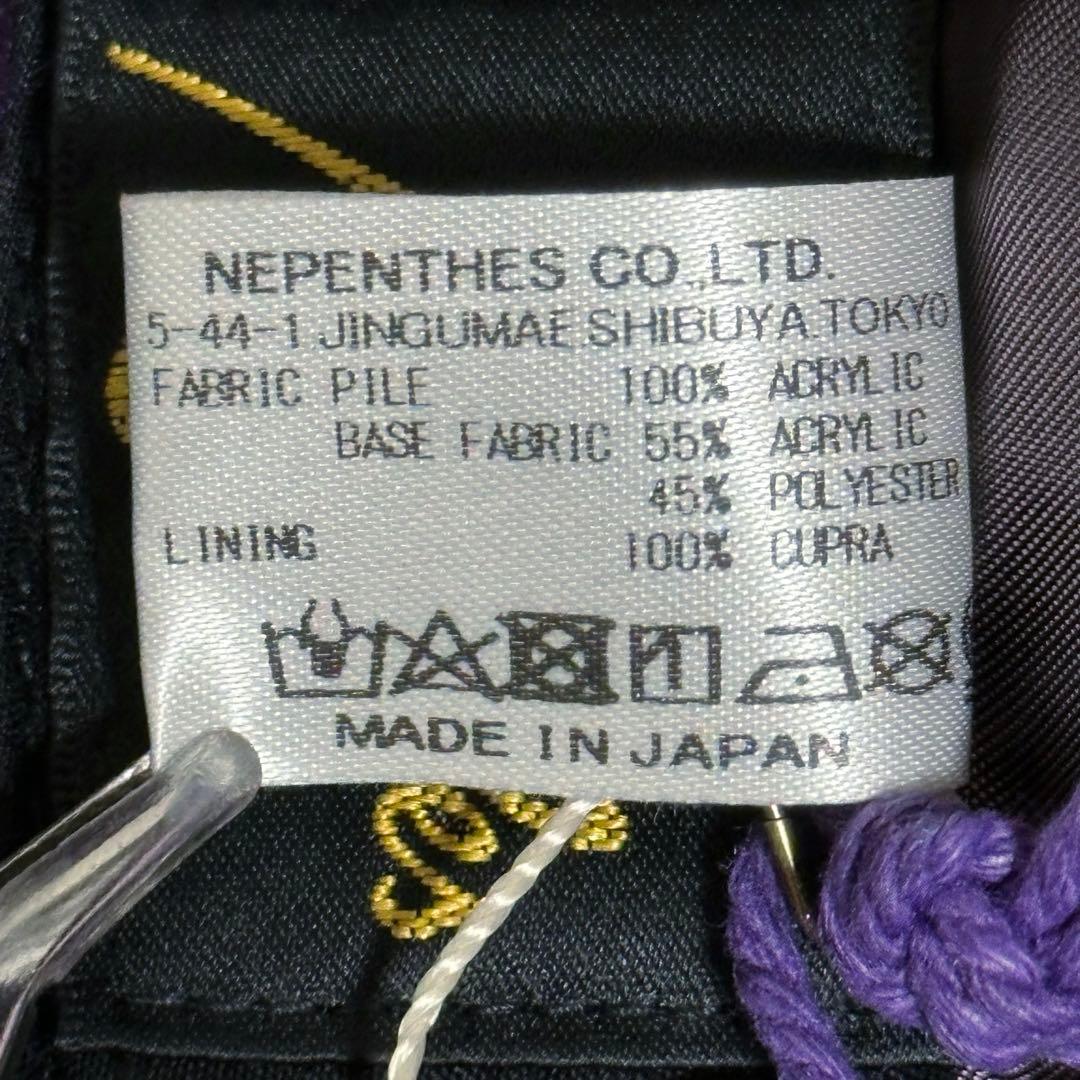 NEPENTHES CO.,LTD.
5-44-1 JINGUMAE.SHIBUYA.TOKYO
FABRIC PILE 100% ACRYLIC
BASE FABRIC 55% ACRYLIC
45% POLYESTER
LINING 100% CUPRA
MADE IN JAPAN